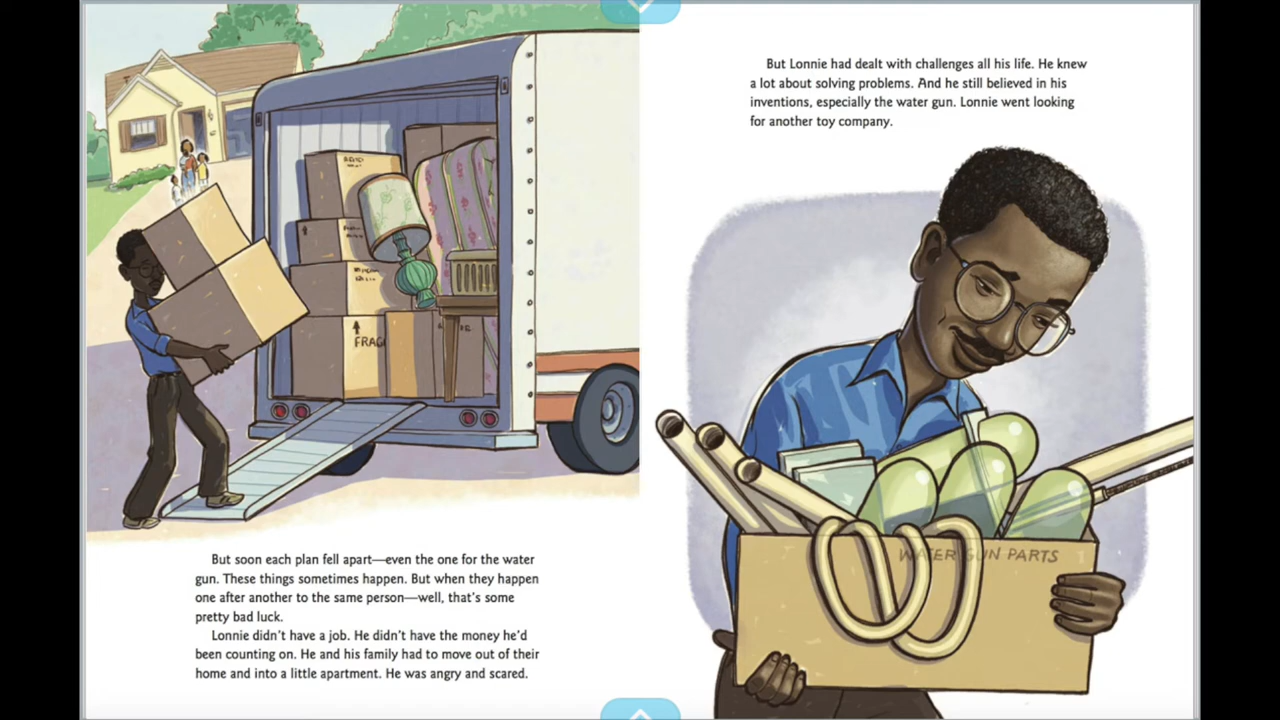 FRAG
But soon each plan fell apart—even the one for the water
gun. These things sometimes happen. But when they happen
one after another to the same person—well, that's some
pretty bad luck.
Lonnie didn't have a job. He didn't have the money he'd
been counting on. He and his family had to move out of their
home and into a little apartment. He was angry and scared.
But Lonnie had dealt with challenges all his life. He knew
a lot about solving problems. And he still believed in his
inventions, especially the water gun. Lonnie went looking
for another toy company.
WATER GUN PARTS